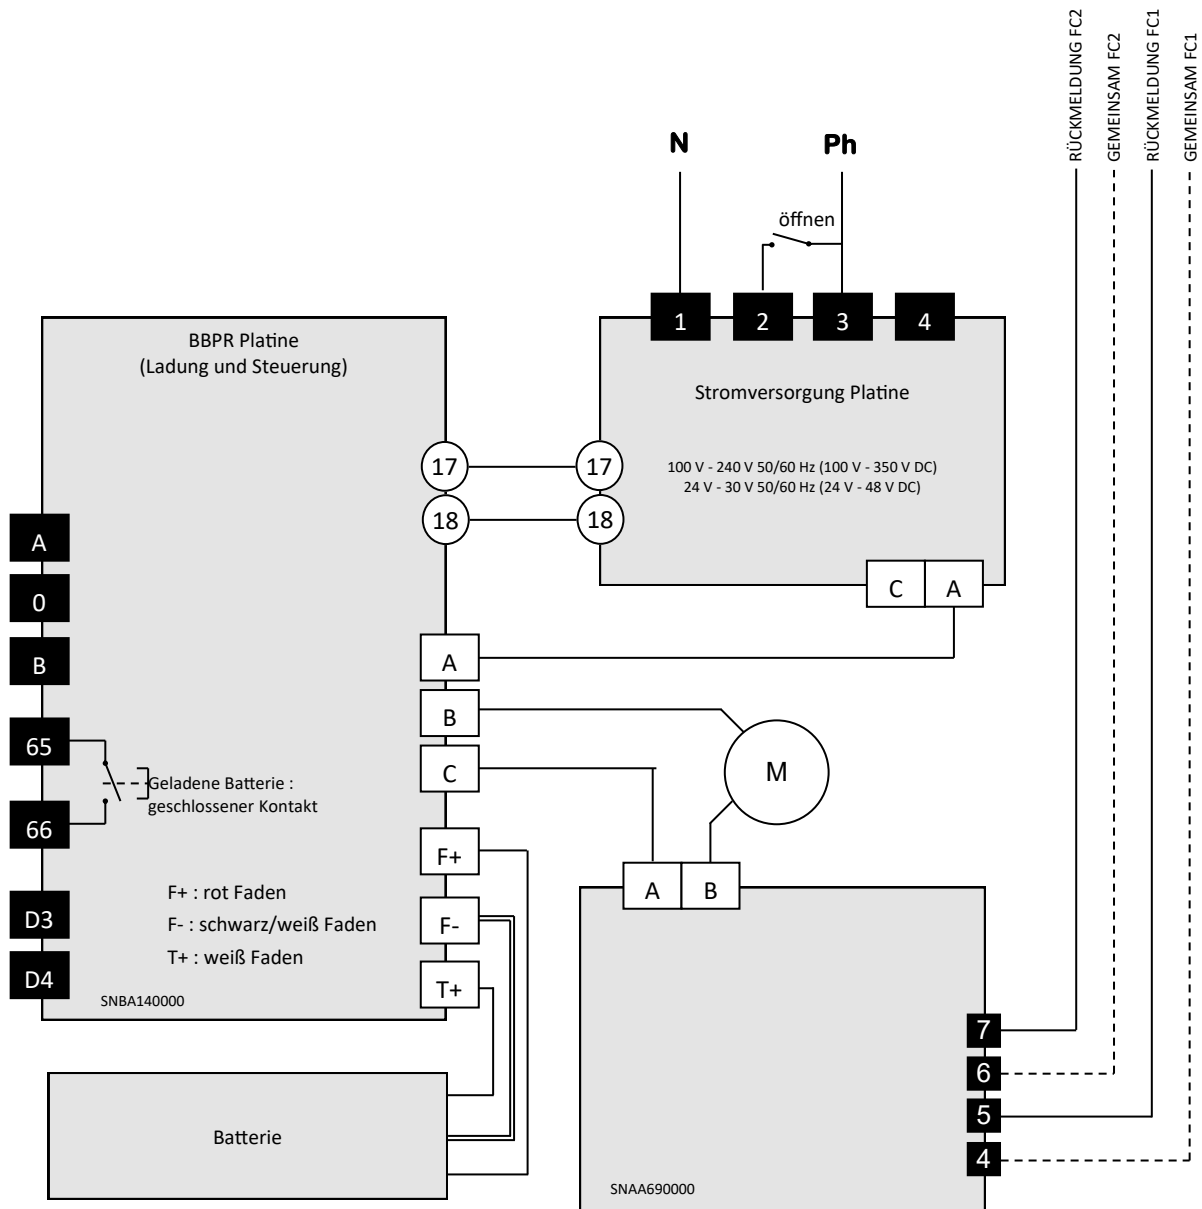 RÜCKMELDUNG FC2
GEMEINSAM FC2
RÜCKMELDUNG FC1
GEMEINSAM FC1
N
Ph
öffnen
1
2
3
4
BBPR Platine
(Ladung und Steuerung)
Stromversorgung Platine
100 V - 240 V 50/60 Hz (100 V - 350 V DC)
24 V - 30 V 50/60 Hz (24 V - 48 V DC)
17
17
18
18
A
0
B
65
66
D3
D4
C
A
A
B
C
F+
F-
T+
M
Geladene Batterie :
geschlossener Kontakt
F+ : rot Faden
F- : schwarz/weiß Faden
T+ : weiß Faden
SNBA140000
A
B
7
6
5
4
Batterie
SNAA690000